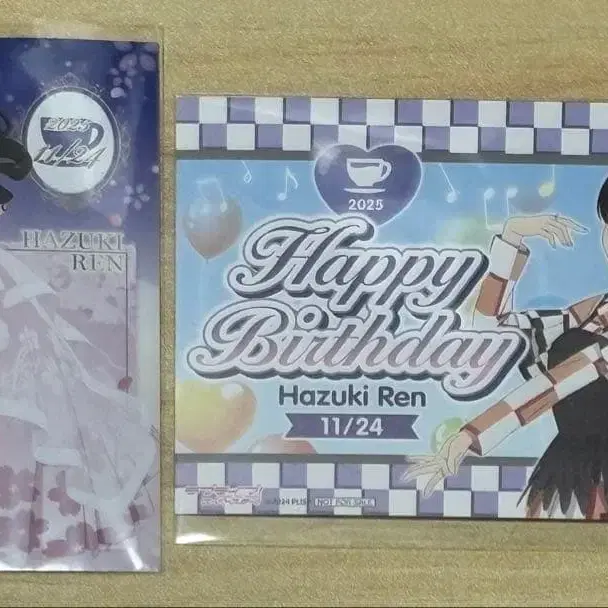 2025
11/24
HAZUKI
REN
2025
Happy
Birthday
Hazuki Ren
11/24
NOT FOR SALE